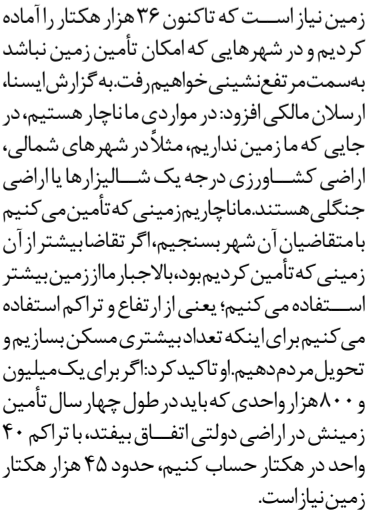 زمین نیاز است که تاکنون ۳۶ هزار هکتار را آماده
کردیم و در شهرهایی که امکان تأمین زمین نباشد
به‌سمت مرتفع‌نشینی خواهیم رفت. به گزارش ایسنا،
ارسلان مالکی افزود: در مواردی ما ناچار هستیم، در
جایی که ما زمین نداریم، مثلاً در شهرهای شمالی،
اراضی کشاورزی درجه یک شالیزارها یا اراضی
جنگلی هستند. ما ناچاریم زمینی که تأمین می‌کنیم
با متقاضیان آن شهر بسنجیم، اگر تقاضا بیشتر از آن
زمینی که تأمین کردیم بود، بالاجبار ما از زمین بیشتر
استفاده می‌کنیم؛ یعنی از ارتفاع و تراکم استفاده
می‌کنیم برای اینکه تعداد بیشتری مسکن بسازیم و
تحویل مردم دهیم. او تاکید کرد: اگر برای یک میلیون
و ۸۰۰ هزار واحدی که باید در طول چهار سال تأمین
زمینش در اراضی دولتی اتفاق بیفتد، با تراکم ۴۰
واحد در هکتار حساب کنیم، حدود ۴۵ هزار هکتار
زمین نیاز است.